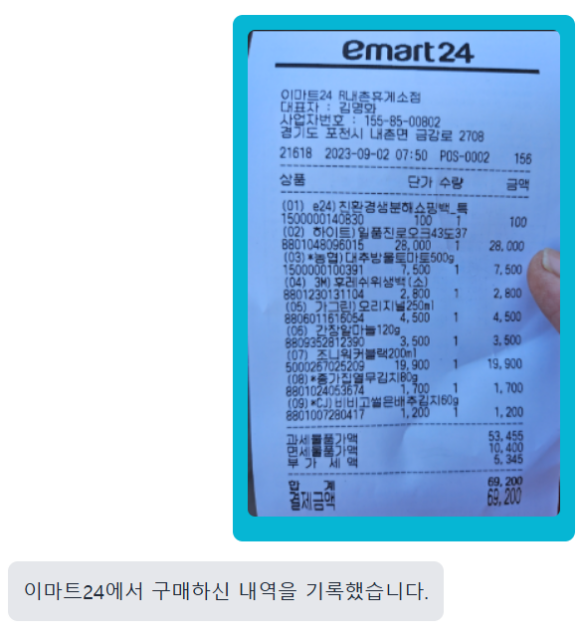 emart24
이마트24 R내촌휴게소점
대표자 : 김명화
사업자번호 : 155-85-00802
경기도 포천시 내촌면 금강로 2708
21618 2023-09-02 07:50 POS-0002 156
상품 단가 수량 금액
(01) e24)친환경생분해쇼핑백_특
1500000140830 100 1 100
(02) 하이트)일품진로오크43도37
8801048096015 28,000 1 28,000
(03)*농협)대추방울토마토500g
1500000100391 7,500 1 7,500
(04) 3M)후레쉬위생백(소)
8801230131104 2,800 1 2,800
(05) 가그린)오리지널250ml
8806011616054 4,500 1 4,500
(06) 간장알마늘120g
8809352812390 3,500 1 3,500
(07) 조니워커블랙200ml
5000267025209 19,900 1 19,900
(08)*종가집열무김치80g
8801024053674 1,700 1 1,700
(09)*CJ)비비고썰은배추김치60g
8801007280417 1,200 1 1,200
과세물품가액 53,455
면세물품가액 10,400
부 가 세 액 5,345
합 계 69,200
결제금액 69,200
이마트24에서 구매하신 내역을 기록했습니다.